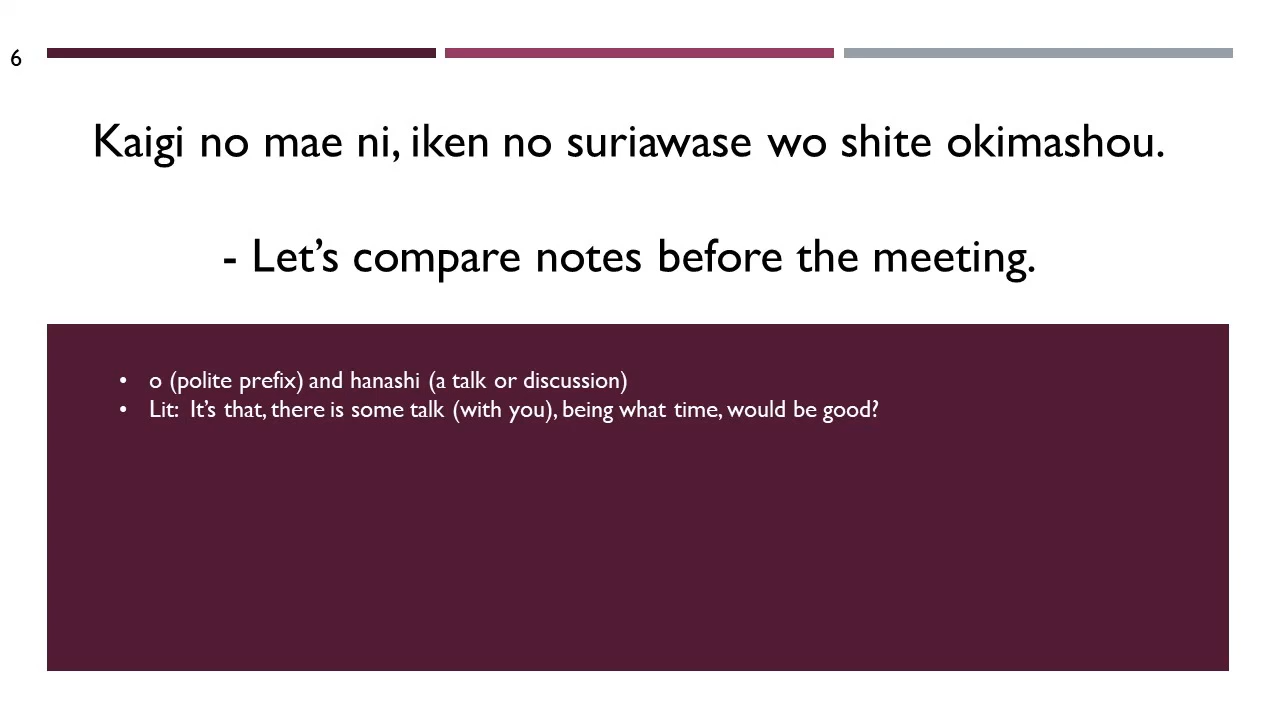 6
Kaigi no mae ni, iken no suriawase wo shite okimashou.
- Let’s compare notes before the meeting.
• o (polite prefix) and hanashi (a talk or discussion)
• Lit: It’s that, there is some talk (with you), being what time, would be good?